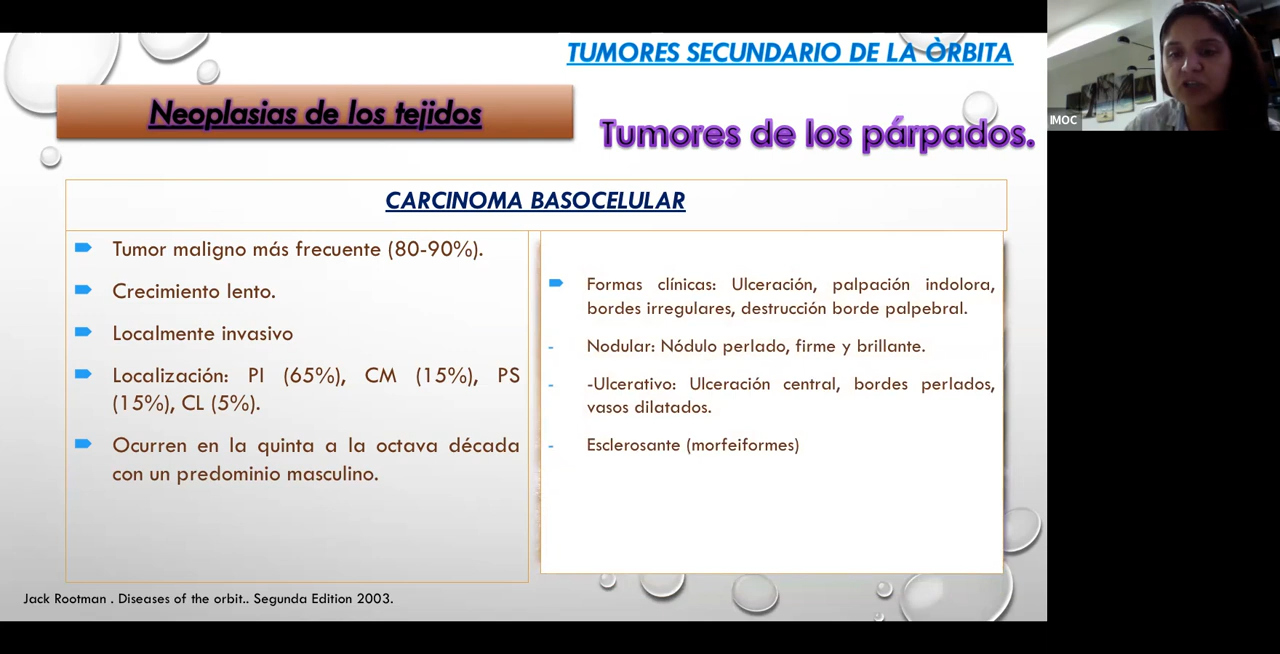 TUMORES SECUNDARIO DE LA ÒRBITA
Neoplasias de los tejidos
Tumores de los párpados.
IMOC
CARCINOMA BASOCELULAR
Tumor maligno más frecuente (80-90%).
Crecimiento lento.
Localmente invasivo
Localización: PI (65%), CM (15%), PS
(15%), CL (5%).
Ocurren en la quinta a la octava década
con un predominio masculino.
Formas clínicas: Ulceración, palpación indolora,
bordes irregulares, destrucción borde palpebral.
- Nodular: Nódulo perlado, firme y brillante.
- -Ulcerativo: Ulceración central, bordes perlados,
vasos dilatados.
- Esclerosante (morfeiformes)
Jack Rootman . Diseases of the orbit.. Segunda Edition 2003.